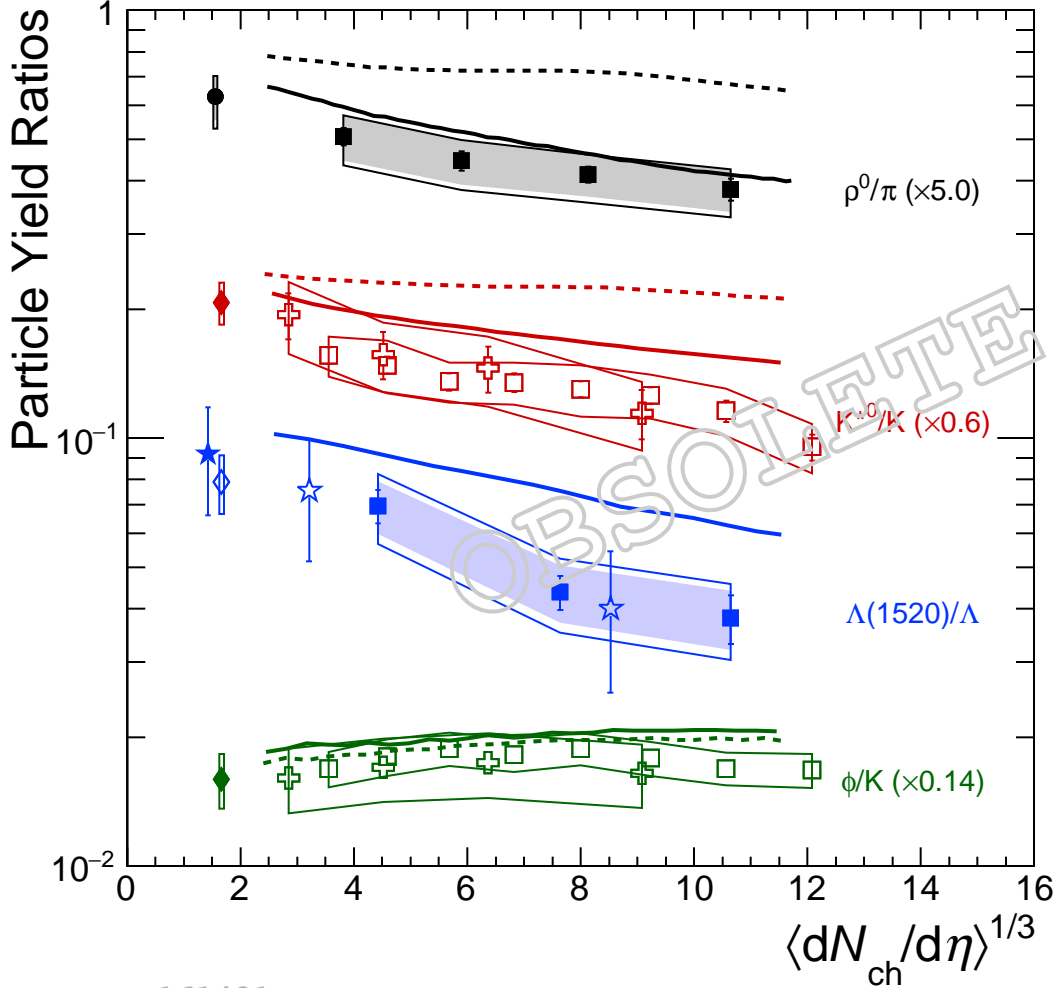 Particle Yield Ratios
1
ρ⁰/π (×5.0)
K*⁰/K (×0.6)
10⁻¹
OBSOLETE
Λ(1520)/Λ
ϕ/K (×0.14)
10⁻²
0 2 4 6 8 10 12 14 16
⟨dN_ch/dη⟩^1/3